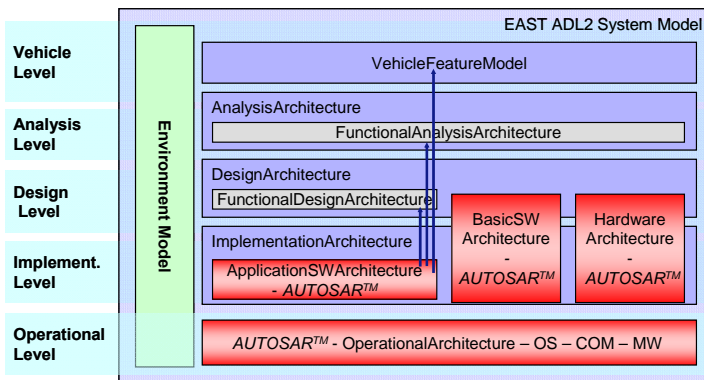 EAST ADL2 System Model
Vehicle
Level
VehicleFeatureModel
Analysis
Level
AnalysisArchitecture
FunctionalAnalysisArchitecture
Environment Model
Design
Level
DesignArchitecture
FunctionalDesignArchitecture
BasicSW
Architecture
-
AUTOSAR™
Hardware
Architecture
-
AUTOSAR™
Implement.
Level
ImplementationArchitecture
ApplicationSWArchitecture
- AUTOSAR™
Operational
Level
AUTOSAR™ - OperationalArchitecture – OS – COM – MW